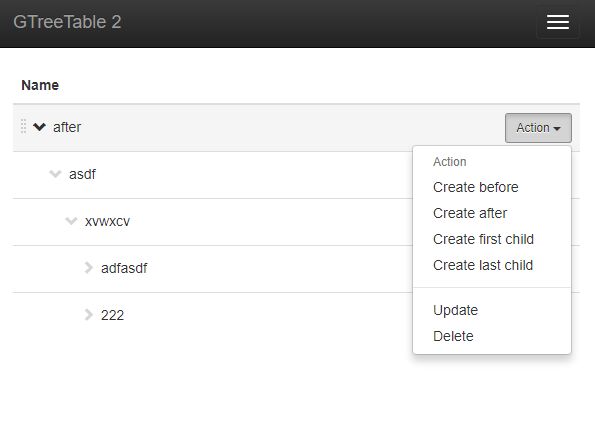 GTreeTable 2
Name
after
Action
Action
asdf
Create before
Create after
xvwxcv
Create first child
Create last child
adfasdf
Update
222
Delete